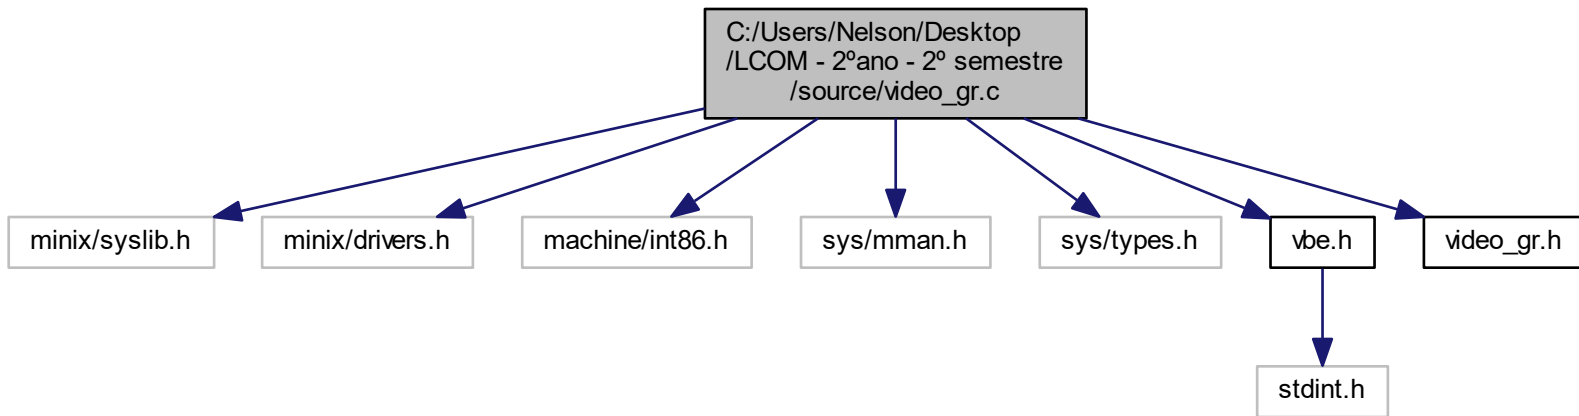 C:/Users/Nelson/Desktop
/LCOM - 2ºano - 2º semestre
/source/video_gr.c
minix/syslib.h
minix/drivers.h
machine/int86.h
sys/mman.h
sys/types.h
vbe.h
video_gr.h
stdint.h